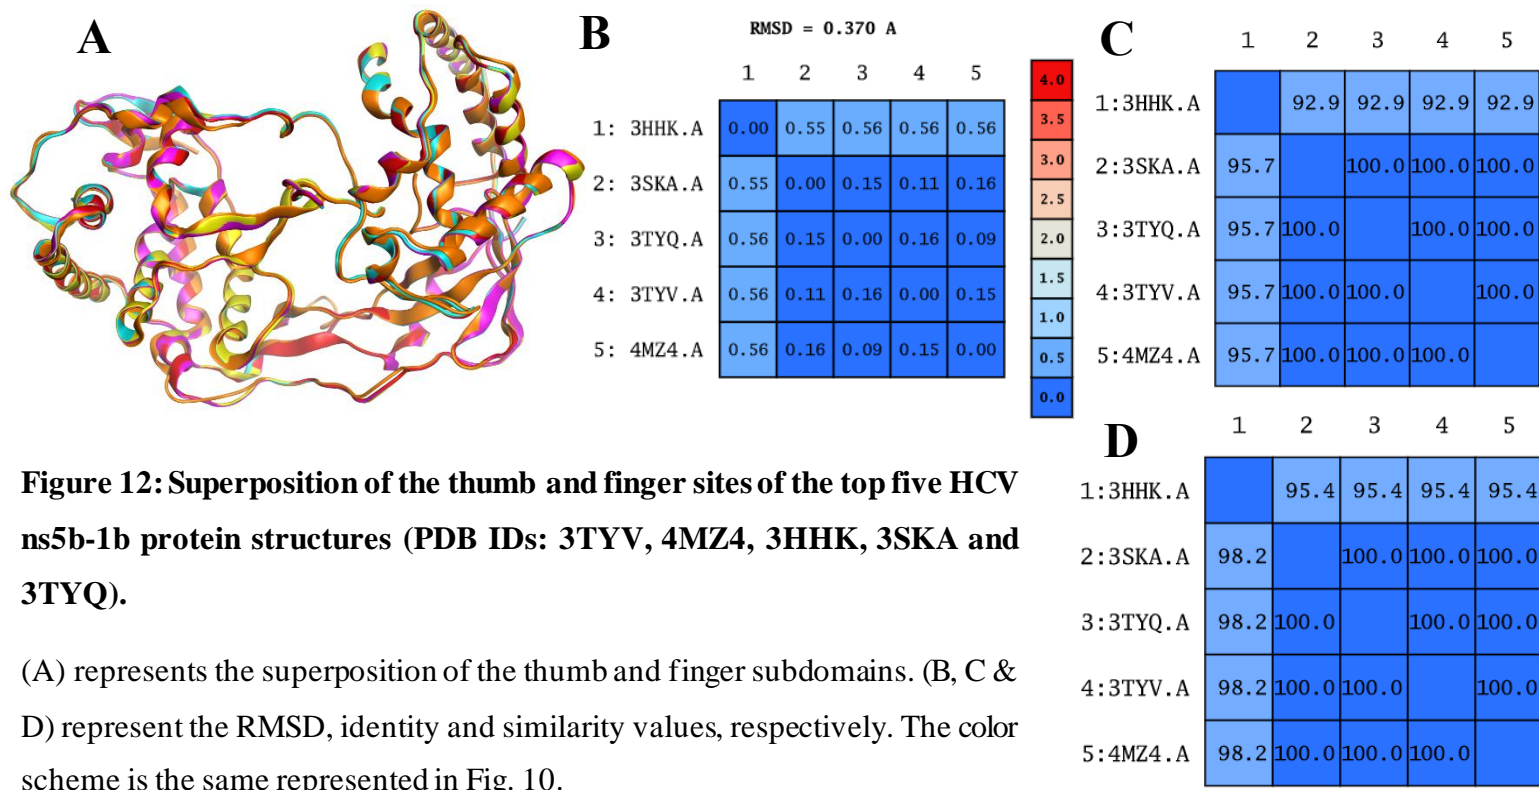 A
B
RMSD = 0.370 A
1 2 3 4 5
1: 3HHK.A 0.00 0.55 0.56 0.56 0.56
2: 3SKA.A 0.55 0.00 0.15 0.11 0.16
3: 3TYQ.A 0.56 0.15 0.00 0.16 0.09
4: 3TYV.A 0.56 0.11 0.16 0.00 0.15
5: 4MZ4.A 0.56 0.16 0.09 0.15 0.00
4.0
3.5
3.0
2.5
2.0
1.5
1.0
0.5
0.0
C
1 2 3 4 5
1:3HHK.A 92.9 92.9 92.9 92.9
2:3SKA.A 95.7 100.0 100.0 100.0
3:3TYQ.A 95.7 100.0 100.0 100.0
4:3TYV.A 95.7 100.0 100.0 100.0
5:4MZ4.A 95.7 100.0 100.0 100.0
D
1 2 3 4 5
1:3HHK.A 95.4 95.4 95.4 95.4
2:3SKA.A 98.2 100.0 100.0 100.0
3:3TYQ.A 98.2 100.0 100.0 100.0
4:3TYV.A 98.2 100.0 100.0 100.0
5:4MZ4.A 98.2 100.0 100.0 100.0
Figure 12: Superposition of the thumb and finger sites of the top five HCV
ns5b-1b protein structures (PDB IDs: 3TYV, 4MZ4, 3HHK, 3SKA and
3TYQ).
(A) represents the superposition of the thumb and finger subdomains. (B, C &
D) represent the RMSD, identity and similarity values, respectively. The color
scheme is the same represented in Fig. 10.